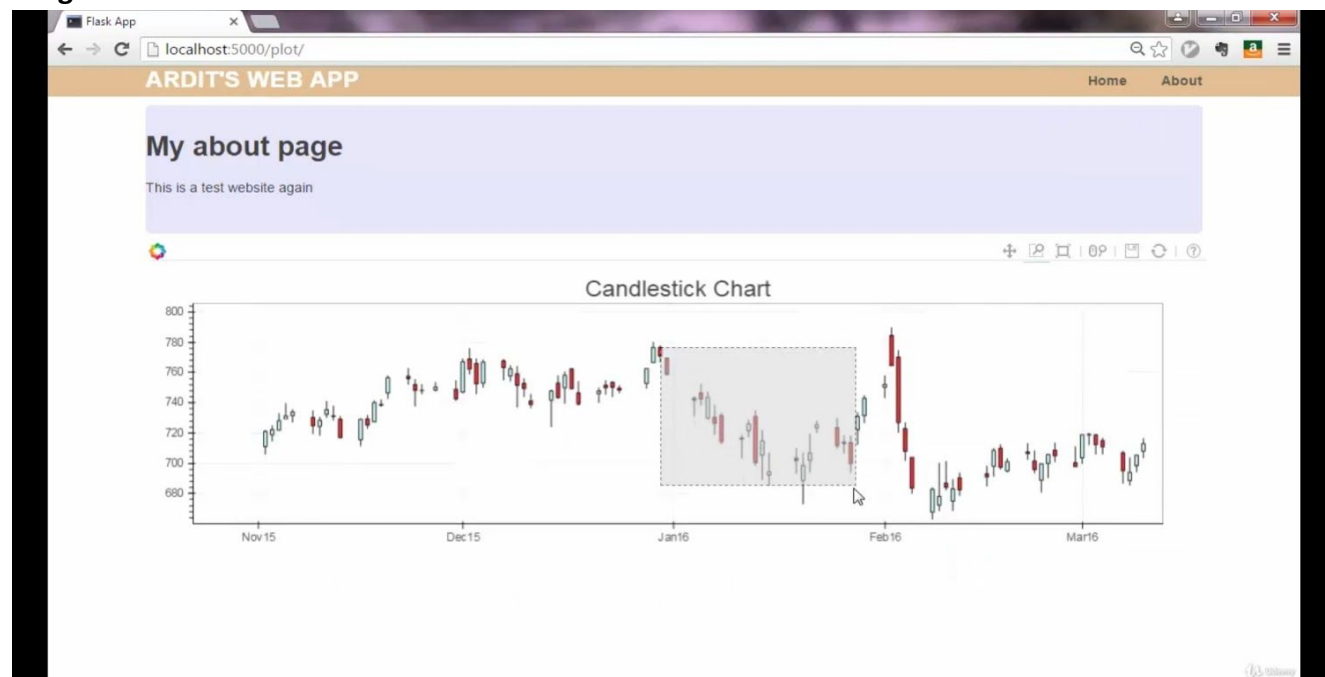 Flask App
localhost:5000/plot/
ARDIT'S WEB APP
Home About
My about page
This is a test website again
Candlestick Chart
800
780
760
740
720
700
680
Nov15 Dec15 Jan16 Feb16 Mar16
Udemy